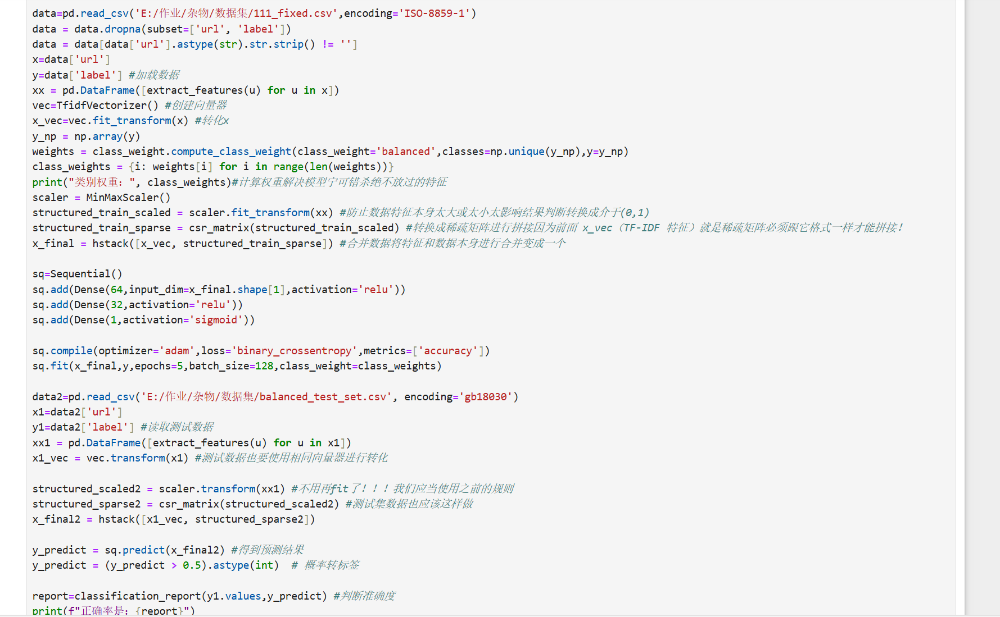 data=pd.read_csv('E:/作业/杂物/数据集/111_fixed.csv',encoding='ISO-8859-1')
data = data.dropna(subset=['url', 'label'])
data = data[data['url'].astype(str).str.strip() != '']
x=data['url']
y=data['label'] #加载数据
xx = pd.DataFrame([extract_features(u) for u in x])
vec=TfidfVectorizer() #创建向量器
x_vec=vec.fit_transform(x) #转化x
y_np = np.array(y)
weights = class_weight.compute_class_weight(class_weight='balanced',classes=np.unique(y_np),y=y_np)
class_weights = {i: weights[i] for i in range(len(weights))}
print("类别权重：", class_weights)#计算权重解决模型宁可错杀绝不放过的特征
scaler = MinMaxScaler()
structured_train_scaled = scaler.fit_transform(xx) #防止数据特征本身太大或太小太影响结果判断转换成介于(0,1)
structured_train_sparse = csr_matrix(structured_train_scaled) #转换成稀疏矩阵进行拼接因为前面 x_vec（TF-IDF 特征）就是稀疏矩阵必须跟它格式一样才能拼接！
x_final = hstack([x_vec, structured_train_sparse]) #合并数据将特征和数据本身进行合并变成一个
sq=Sequential()
sq.add(Dense(64,input_dim=x_final.shape[1],activation='relu'))
sq.add(Dense(32,activation='relu'))
sq.add(Dense(1,activation='sigmoid'))
sq.compile(optimizer='adam',loss='binary_crossentropy',metrics=['accuracy'])
sq.fit(x_final,y,epochs=5,batch_size=128,class_weight=class_weights)
data2=pd.read_csv('E:/作业/杂物/数据集/balanced_test_set.csv', encoding='gb18030')
x1=data2['url']
y1=data2['label'] #读取测试数据
xx1 = pd.DataFrame([extract_features(u) for u in x1])
x1_vec = vec.transform(x1) #测试数据也要使用相同向量器进行转化
structured_scaled2 = scaler.transform(xx1) #不用再fit了！！！我们应当使用之前的规则
structured_sparse2 = csr_matrix(structured_scaled2) #测试集数据也应该这样做
x_final2 = hstack([x1_vec, structured_sparse2])
y_predict = sq.predict(x_final2) #得到预测结果
y_predict = (y_predict > 0.5).astype(int)  # 概率转标签
report=classification_report(y1.values,y_predict) #判断准确度
print(f"正确率是：{report}")